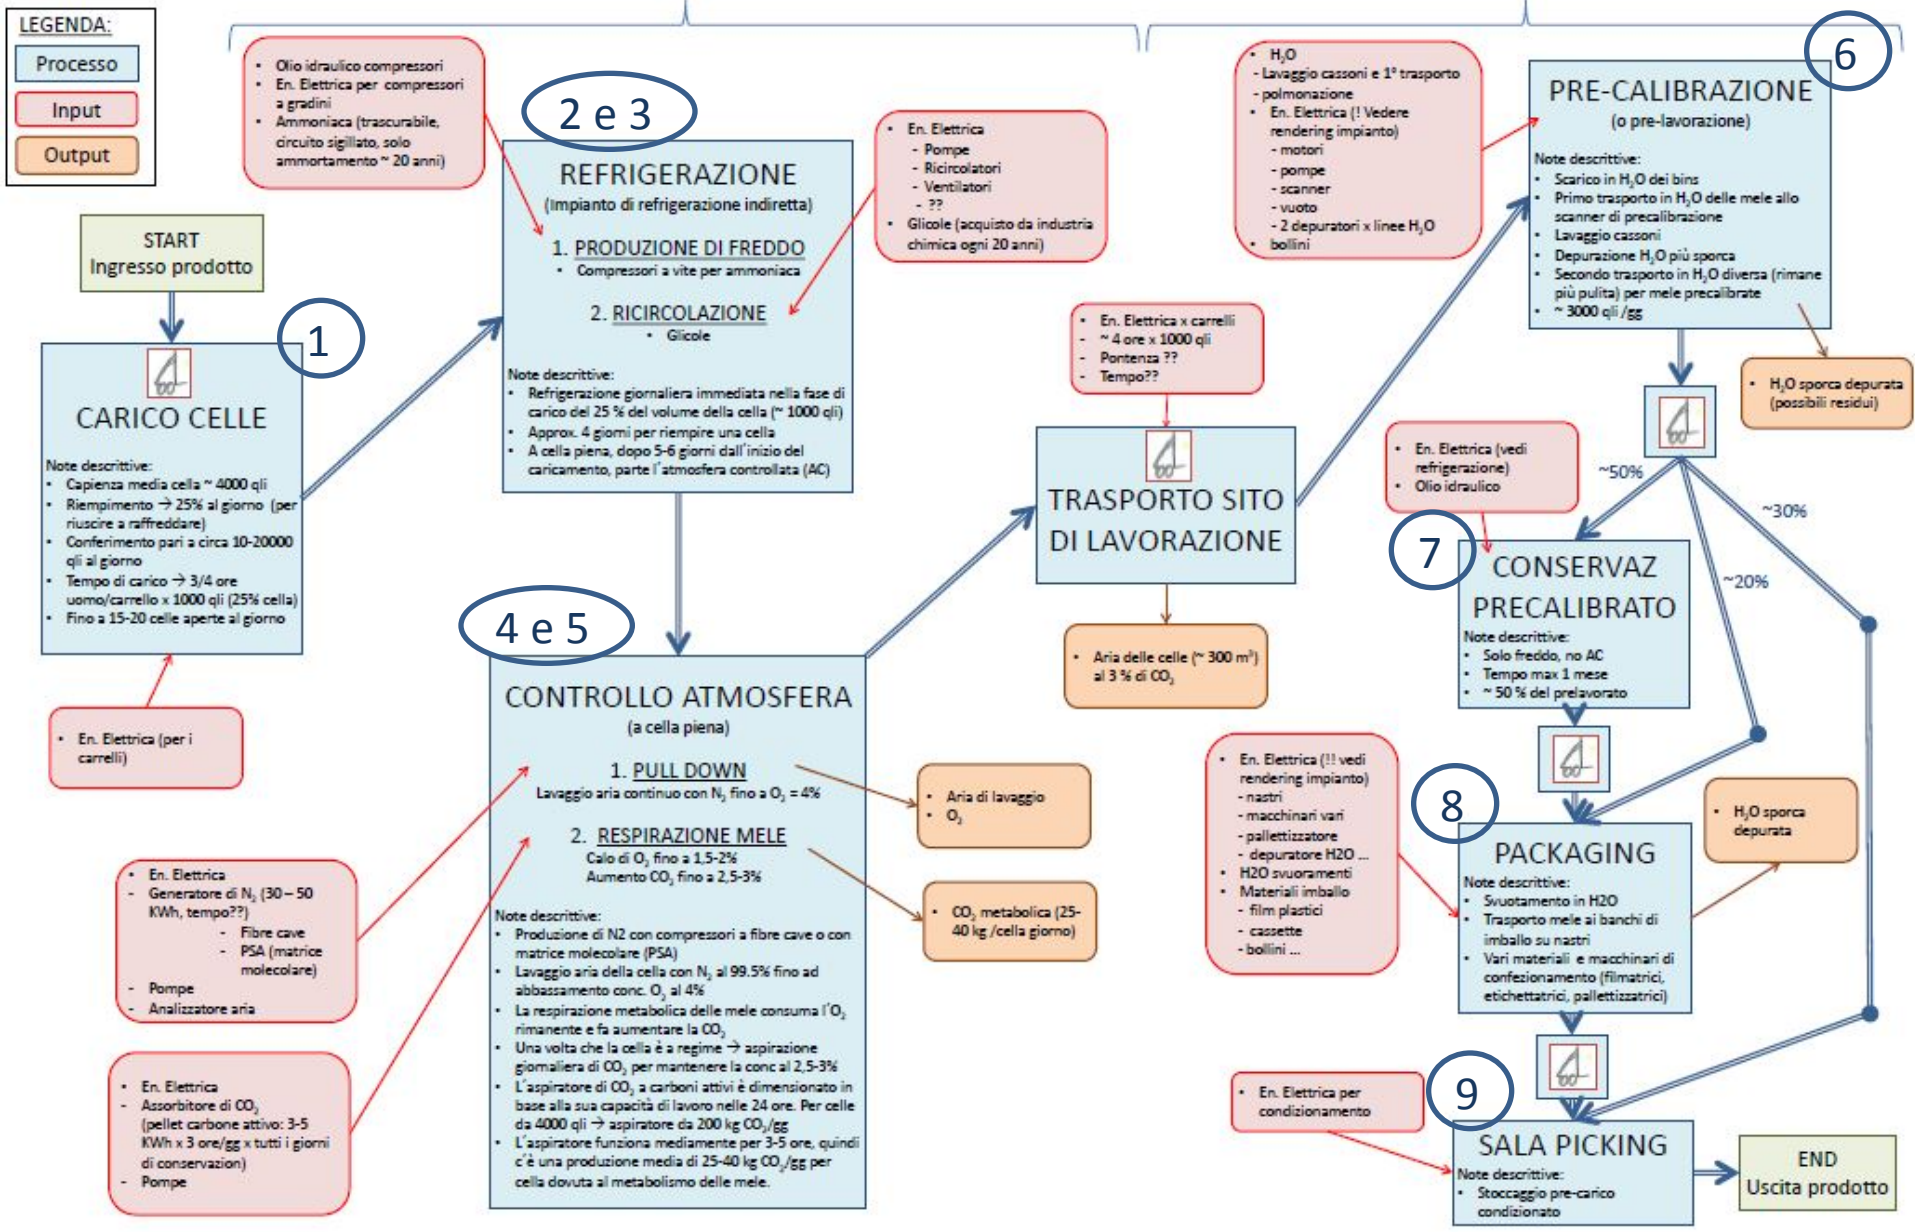 LEGENDA:
Processo
Input
Output
START
Ingresso prodotto
1
CARICO CELLE
Note descrittive:
• Capienza media cella ~ 4000 qli
• Riempimento → 25% al giorno (per
riuscire a raffreddare)
• Conferimento pari a circa 10-20000
qli al giorno
• Tempo di carico → 3/4 ore
uomo/carrello x 1000 qli (25% cella)
• Fino a 15-20 celle aperte al giorno
• En. Elettrica (per i
carrelli)
• Olio idraulico compressori
• En. Elettrica per compressori
a gradini
• Ammoniaca (trascurabile,
circuito sigillato, solo
ammortamento ~ 20 anni)
2 e 3
REFRIGERAZIONE
(Impianto di refrigerazione indiretta)
1. PRODUZIONE DI FREDDO
• Compressori a vite per ammoniaca
2. RICIRCOLAZIONE
• Glicole
Note descrittive:
• Refrigerazione giornaliera immediata nella fase di
carico del 25 % del volume della cella (~ 1000 qli)
• Approx. 4 giorni per riempire una cella
• A cella piena, dopo 5-6 giorni dall'inizio del
caricamento, parte l'atmosfera controllata (AC)
• En. Elettrica
- Pompe
- Ricircolatori
- Ventilatori
- ??
• Glicole (acquisto da industria
chimica ogni 20 anni)
4 e 5
CONTROLLO ATMOSFERA
(a cella piena)
1. PULL DOWN
Lavaggio aria continuo con N₂ fino a O₂ = 4%
2. RESPIRAZIONE MELE
Calo di O₂ fino a 1,5-2%
Aumento CO₂ fino a 2,5-3%
Note descrittive:
• Produzione di N2 con compressori a fibre cave o con
matrice molecolare (PSA)
• Lavaggio aria della cella con N₂ al 99.5% fino ad
abbassamento conc. O₂ al 4%
• La respirazione metabolica delle mele consuma l'O₂
rimanente e fa aumentare la CO₂
• Una volta che la cella è a regime → aspirazione
giornaliera di CO₂ per mantenere la conc al 2,5-3%
• L'aspiratore di CO₂ a carboni attivi è dimensionato in
base alla sua capacità di lavoro nelle 24 ore. Per celle
da 4000 qli → aspiratore da 200 kg CO₂/gg
• L'aspiratore funziona mediamente per 3-5 ore, quindi
c'è una produzione media di 25-40 kg CO₂/gg per
cella dovuta al metabolismo delle mele.
• En. Elettrica
- Generatore di N₂ (30 – 50
KWh, tempo??)
- Fibre cave
- PSA (matrice
molecolare)
- Pompe
- Analizzatore aria
• En. Elettrica
- Assorbitore di CO₂
(pellet carbone attivo: 3-5
KWh x 3 ore/gg x tutti i giorni
di conservazion)
- Pompe
• Aria di lavaggio
• O₂
• CO₂ metabolica (25-
40 kg /cella giorno)
• En. Elettrica x carrelli
- ~ 4 ore x 1000 qli
- Pontenza ??
- Tempo??
TRASPORTO SITO
DI LAVORAZIONE
• Aria delle celle (~ 300 m³)
al 3 % di CO₂
• H₂O
- Lavaggio cassoni e 1° trasporto
- polmonazione
• En. Elettrica (! Vedere
rendering impianto)
- motori
- pompe
- scanner
- vuoto
- 2 depuratori x linee H₂O
• bollini
6
PRE-CALIBRAZIONE
(o pre-lavorazione)
Note descrittive:
• Scarico in H₂O dei bins
• Primo trasporto in H₂O delle mele allo
scanner di precalibrazione
• Lavaggio cassoni
• Depurazione H₂O più sporca
• Secondo trasporto in H₂O diversa (rimane
più pulita) per mele precalibrate
• ~ 3000 qli /gg
• H₂O sporca depurata
(possibili residui)
~50%
~20%
~30%
• En. Elettrica (vedi
refrigerazione)
• Olio idraulico
7
CONSERVAZ
PRECALIBRATO
Note descrittive:
• Solo freddo, no AC
• Tempo max 1 mese
• ~ 50 % del prelavorato
• En. Elettrica (!! vedi
rendering impianto)
- nastri
- macchinari vari
- pallettizzatore
- depuratore H2O ...
• H2O svuoramenti
• Materiali imballo
- film plastici
- cassette
- bollini ...
8
PACKAGING
Note descrittive:
• Svuotamento in H2O
• Trasporto mele ai banchi di
imballo su nastri
• Vari materiali e macchinari di
confezionamento (filmatrici,
etichettatrici, pallettizzatrici)
• H₂O sporca
depurata
• En. Elettrica per
condizionamento
9
SALA PICKING
Note descrittive:
• Stoccaggio pre-carico
condizionato
END
Uscita prodotto